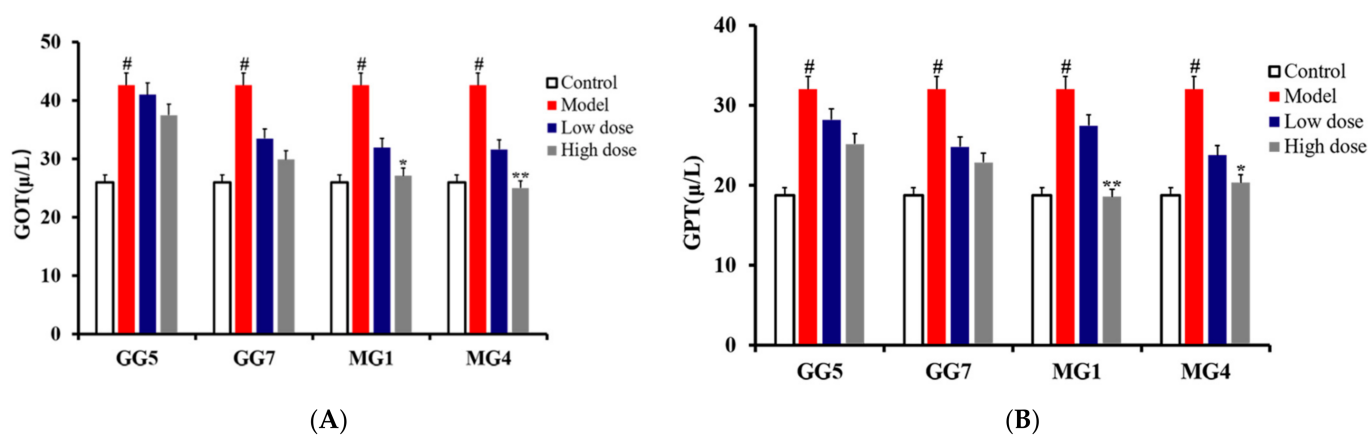 50
40
30
20
10
0
GOT(μ/L)
#
#
#
#
*
**
GG5
GG7
MG1
MG4
Control
Model
Low dose
High dose
(A)
40
30
20
10
0
GPT(μ/L)
#
#
#
#
**
*
GG5
GG7
MG1
MG4
Control
Model
Low dose
High dose
(B)